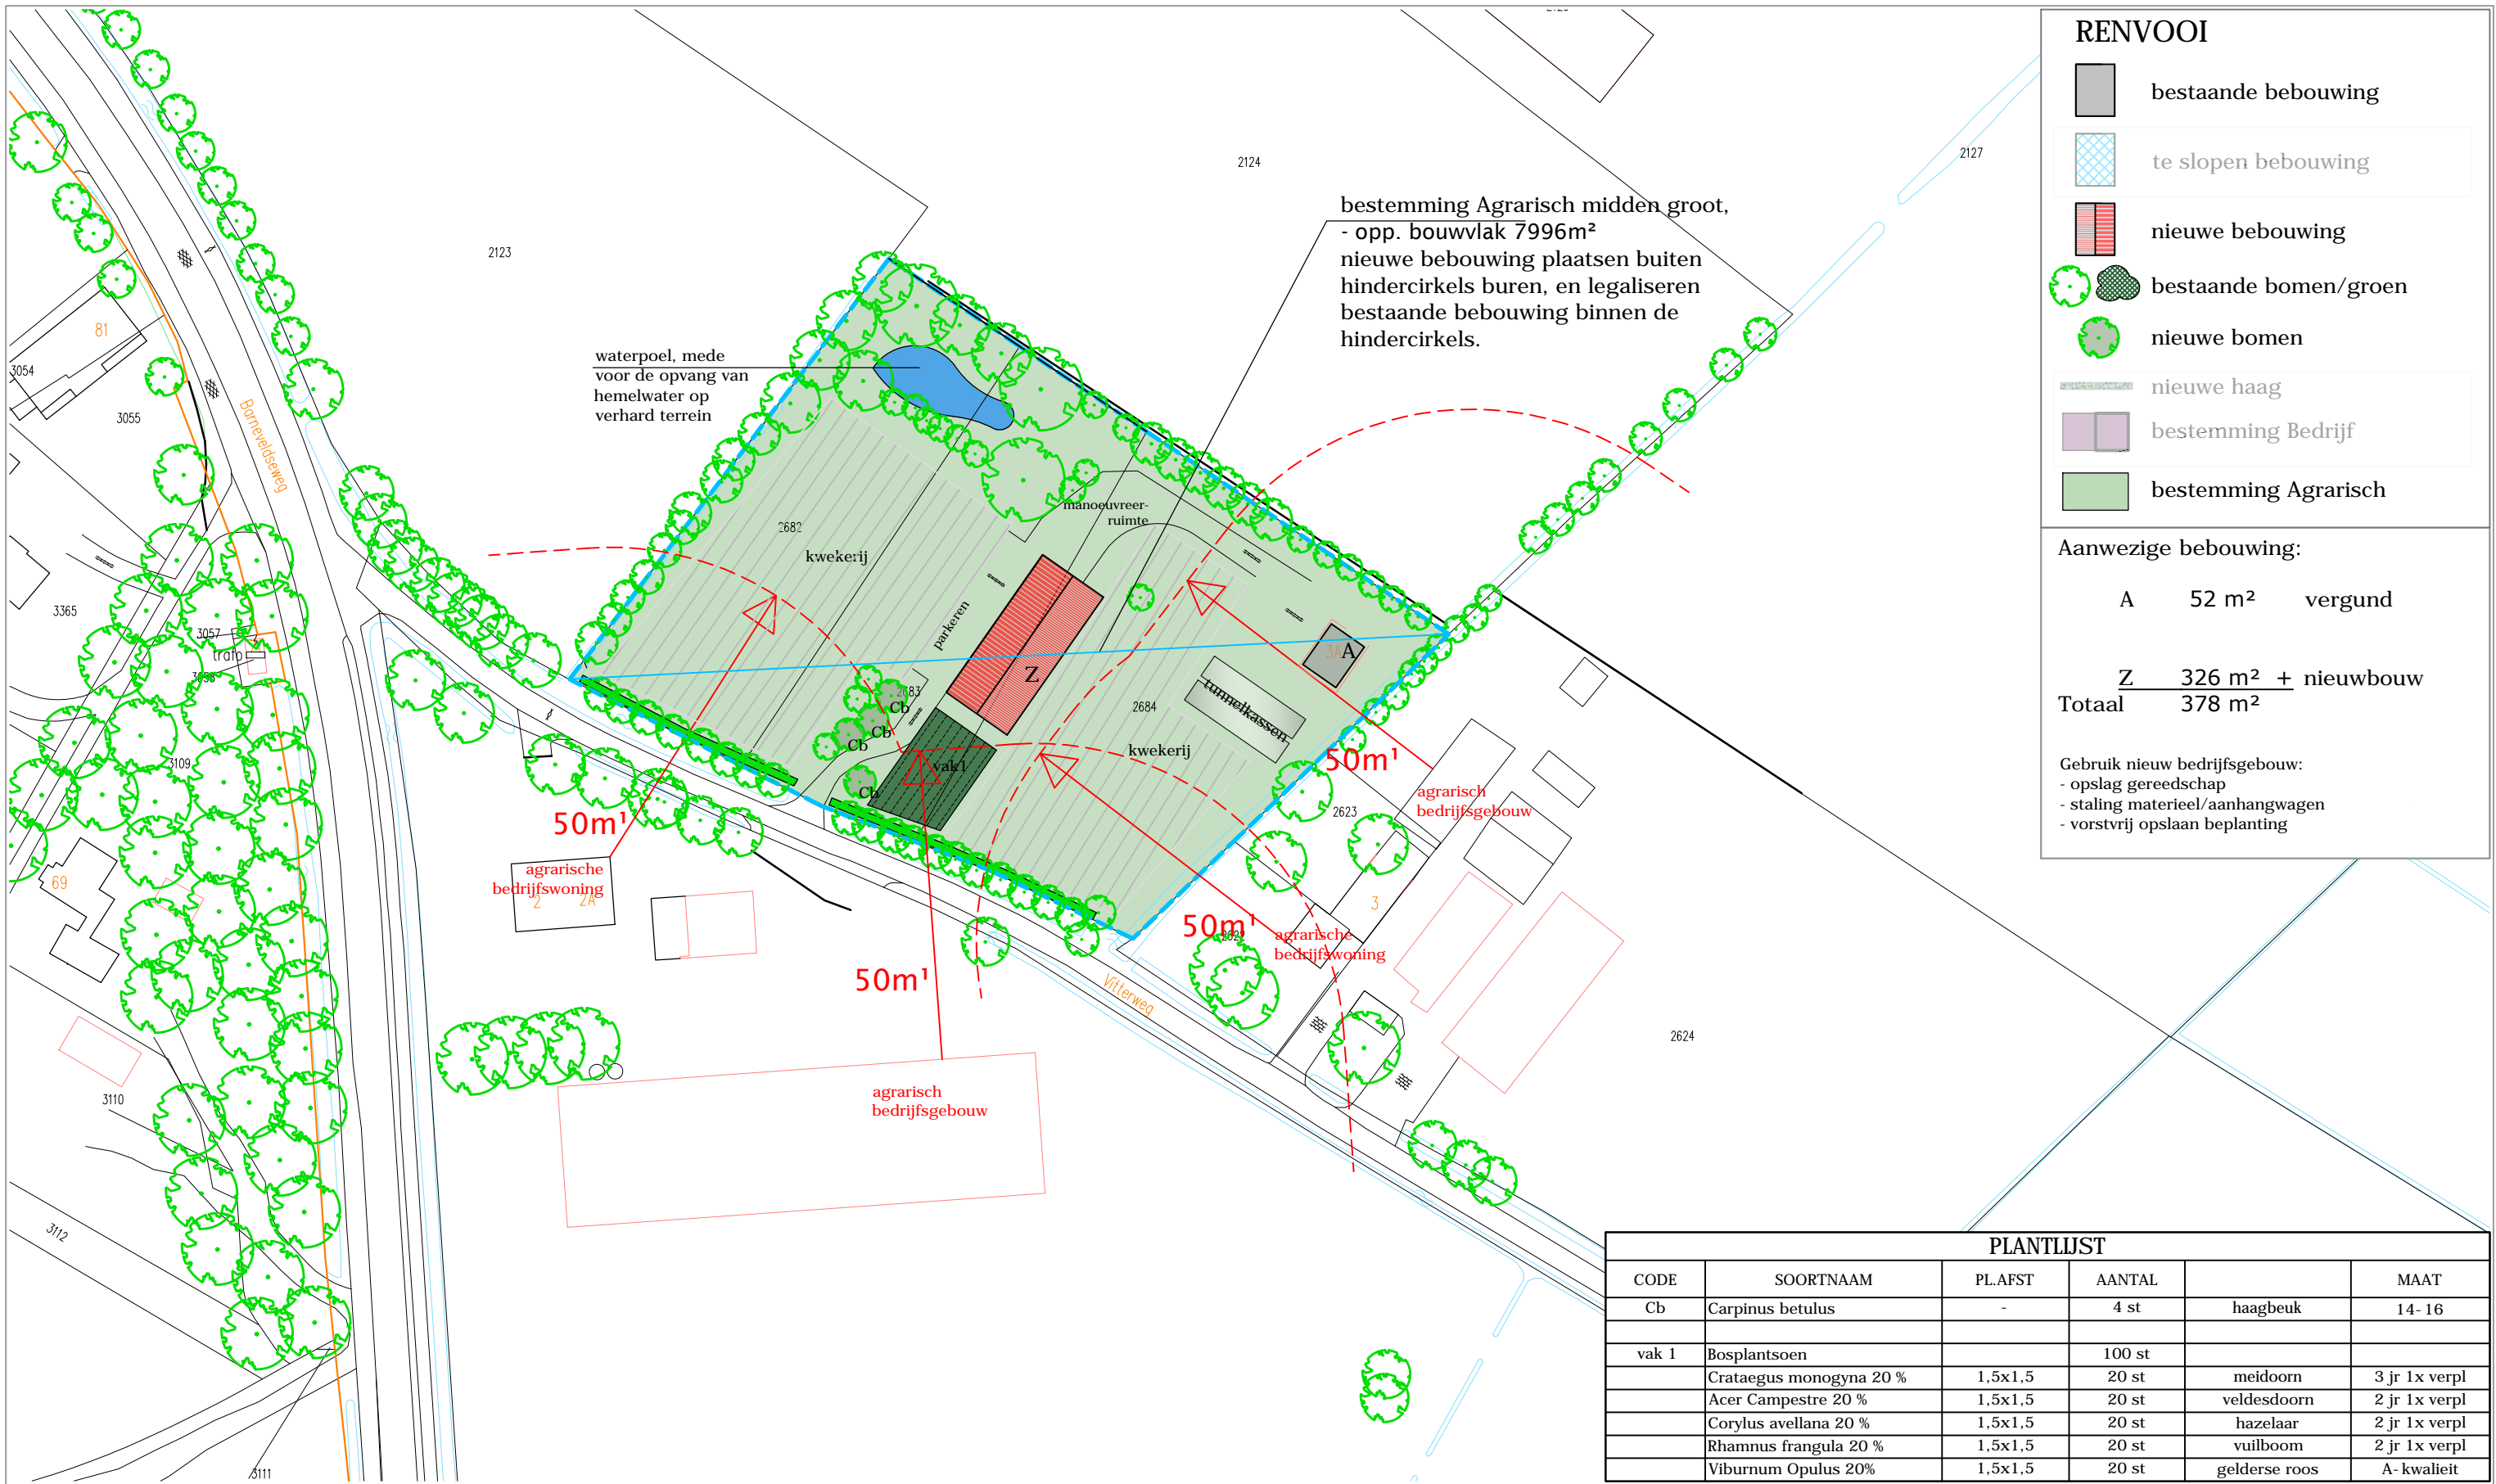 RENVOOI
bestaande bebouwing
te slopen bebouwing
nieuwe bebouwing
bestaande bomen/groen
nieuwe bomen
nieuwe haag
bestemming Bedrijf
bestemming Agrarisch
Aanwezige bebouwing:
A 52 m² vergund
Z 326 m² + nieuwbouw
Totaal 378 m²
Gebruik nieuw bedrijfsgebouw:
- opslag gereedschap
- staling materieel/aanhangwagen
- vorstvrij opslaan beplanting
bestemming Agrarisch midden groot,
- opp. bouwvlak 7996m²
nieuwe bebouwing plaatsen buiten
hindercirkels buren, en legaliseren
bestaande bebouwing binnen de
hindercirkels.
waterpoel, mede
voor de opvang van
hemelwater op
verhard terrein
2123
2124
2127
81
3054
3055
Barneveldseweg
3365
3057
trafo
3109
69
3110
3112
3111
2682
kwekerij
manoeuvreer-
ruimte
parkeren
Z
3A
A
2683
Cb
Cb
Cb
Cb
vak1
2684
kwekerij
tunnelkassen
50m¹
agrarisch
bedrijfsgebouw
2623
3
50m¹
agrarische
bedrijfswoning
2624
50m¹
agrarische
bedrijfswoning
2 2A
50m¹
agrarisch
bedrijfsgebouw
Vitterweg
PLANTLIJST
CODE SOORTNAAM PL.AFST AANTAL MAAT
Cb Carpinus betulus - 4 st haagbeuk 14-16
vak 1 Bosplantsoen 100 st
Crataegus monogyna 20 % 1,5x1,5 20 st meidoorn 3 jr 1x verpl
Acer Campestre 20 % 1,5x1,5 20 st veldesdoorn 2 jr 1x verpl
Corylus avellana 20 % 1,5x1,5 20 st hazelaar 2 jr 1x verpl
Rhamnus frangula 20 % 1,5x1,5 20 st vuilboom 2 jr 1x verpl
Viburnum Opulus 20% 1,5x1,5 20 st gelderse roos A-kwalieit